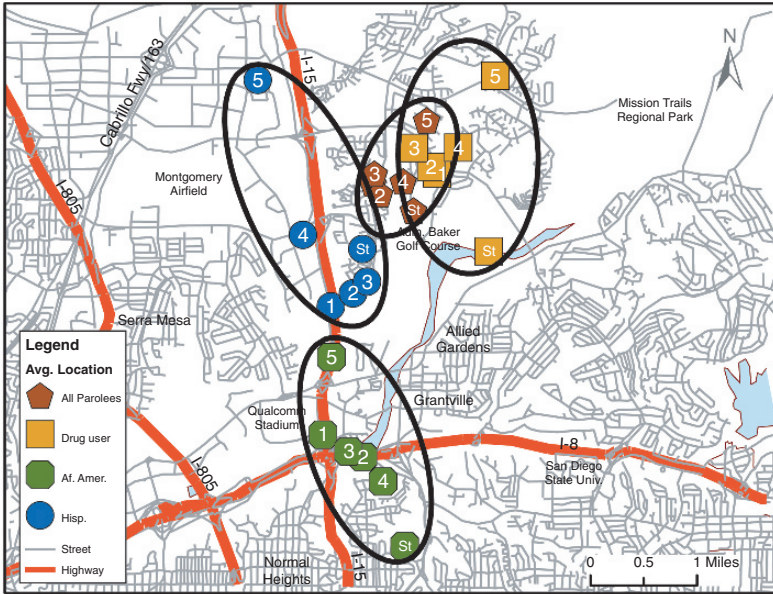 N
Cabrillo Fwy/163
I-15
5
5
Mission Trails
Regional Park
5
3
4
Montgomery
Airfield
2
1
3
4
2
St
I-805
4
St
Adm. Baker
Golf Course
St
3
2
1
Serra Mesa
Allied
Gardens
5
Legend
Avg. Location
All Parolees
Drug user
Af. Amer.
Hisp.
Street
Highway
Grantville
Qualcomm
Stadium
1
3
2
I-8
4
San Diego
State Univ.
I-805
St
Normal
Heights
I-15
0 0.5 1 Miles